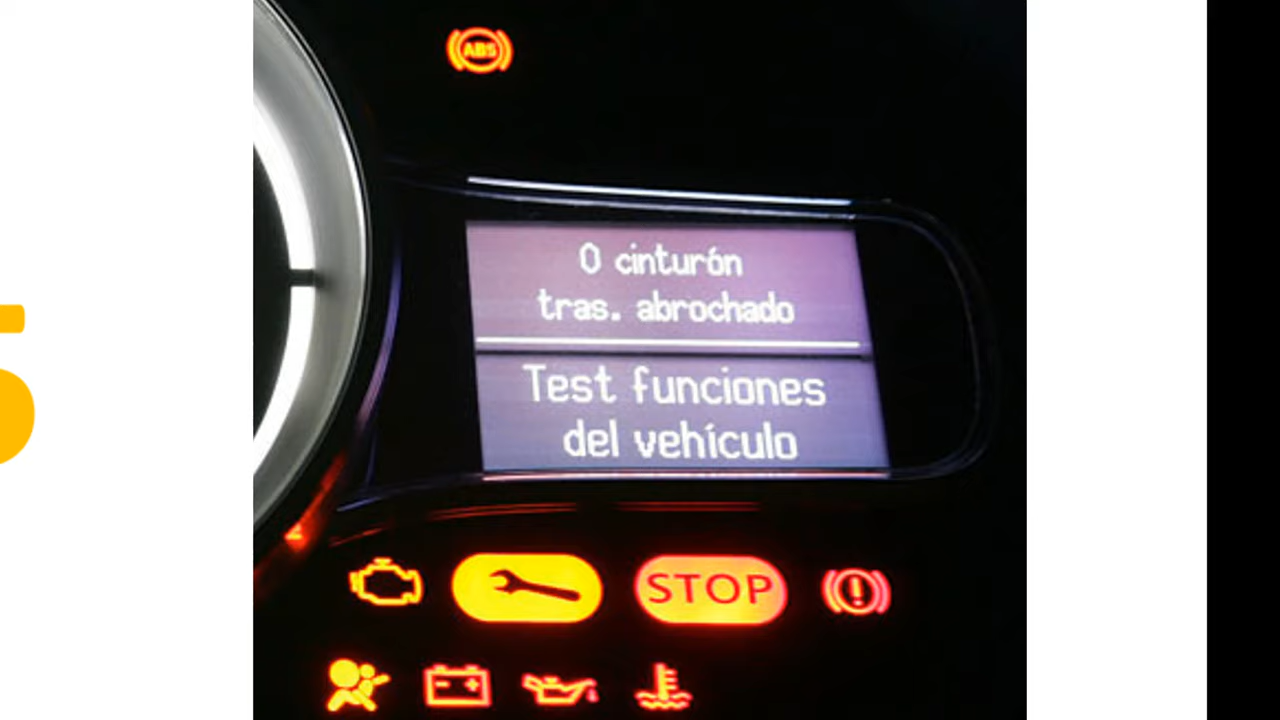 ABS
0 cinturón
tras. abrochado
Test funciones
del vehículo
STOP